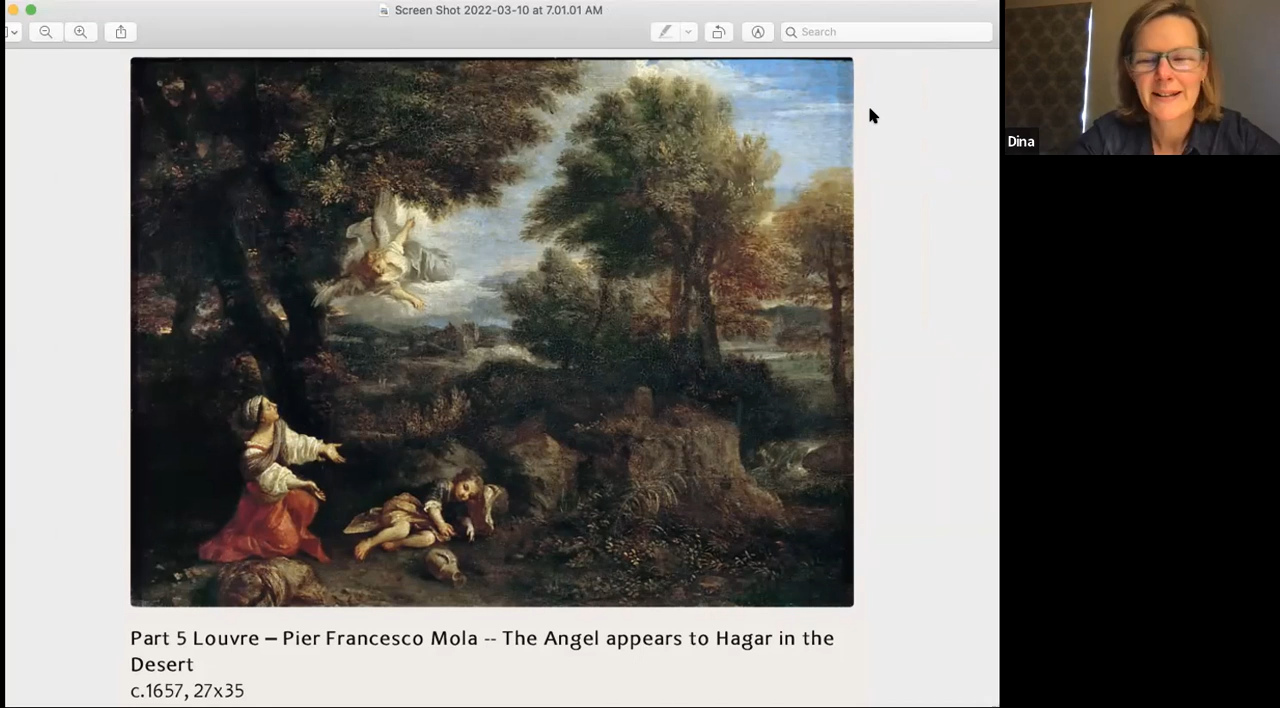 Screen Shot 2022-03-10 at 7.01.01 AM
Search
Dina
Part 5 Louvre – Pier Francesco Mola -- The Angel appears to Hagar in the
Desert
c.1657, 27x35